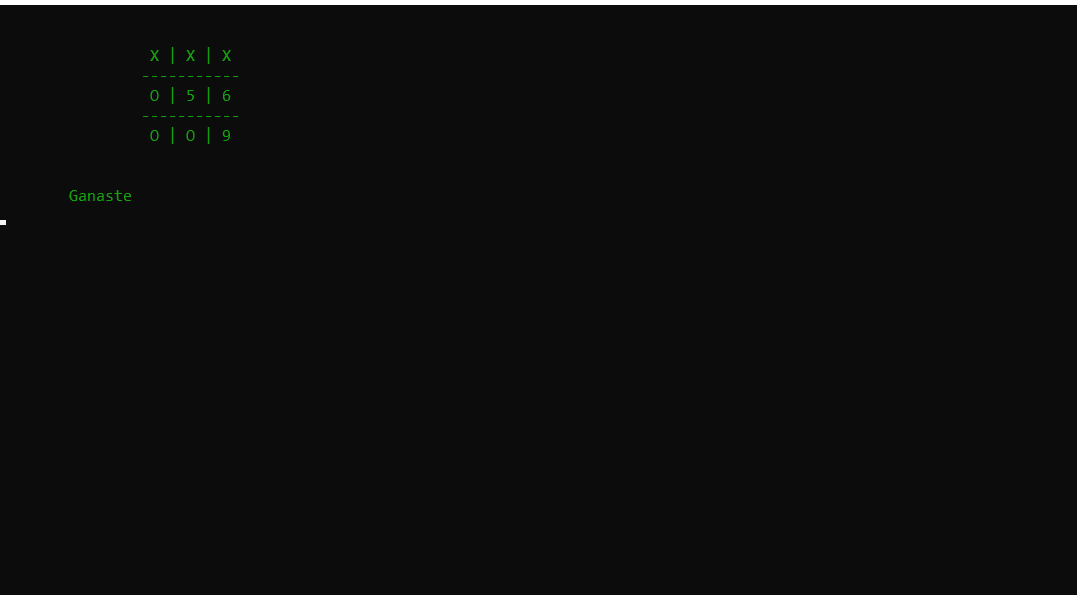 X | X | X
-----------
O | 5 | 6
-----------
O | O | 9
Ganaste